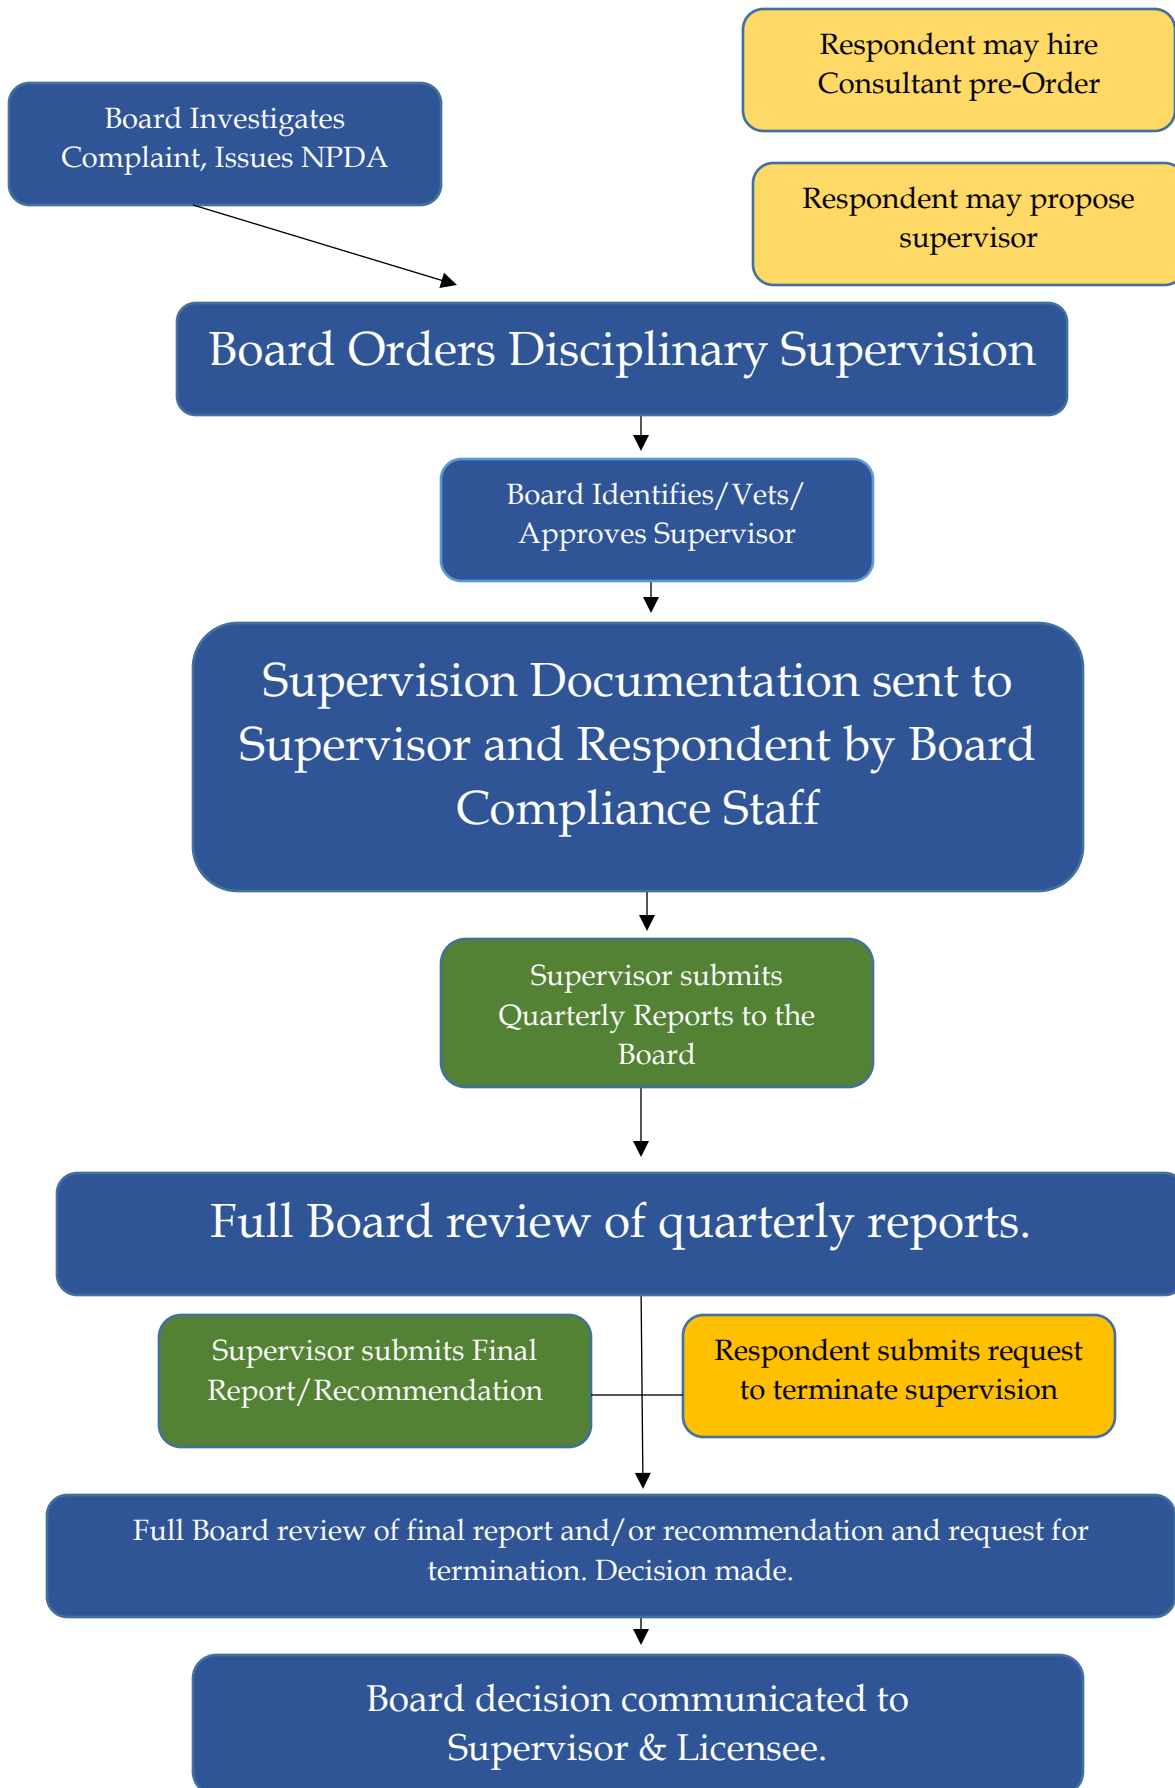 Respondent may hire
Consultant pre-Order
Board Investigates
Complaint, Issues NPDA
Respondent may propose
supervisor
Board Orders Disciplinary Supervision
Board Identifies/Vets/
Approves Supervisor
Supervision Documentation sent to
Supervisor and Respondent by Board
Compliance Staff
Supervisor submits
Quarterly Reports to the
Board
Full Board review of quarterly reports.
Supervisor submits Final
Report/Recommendation
Respondent submits request
to terminate supervision
Full Board review of final report and/or recommendation and request for
termination. Decision made.
Board decision communicated to
Supervisor & Licensee.